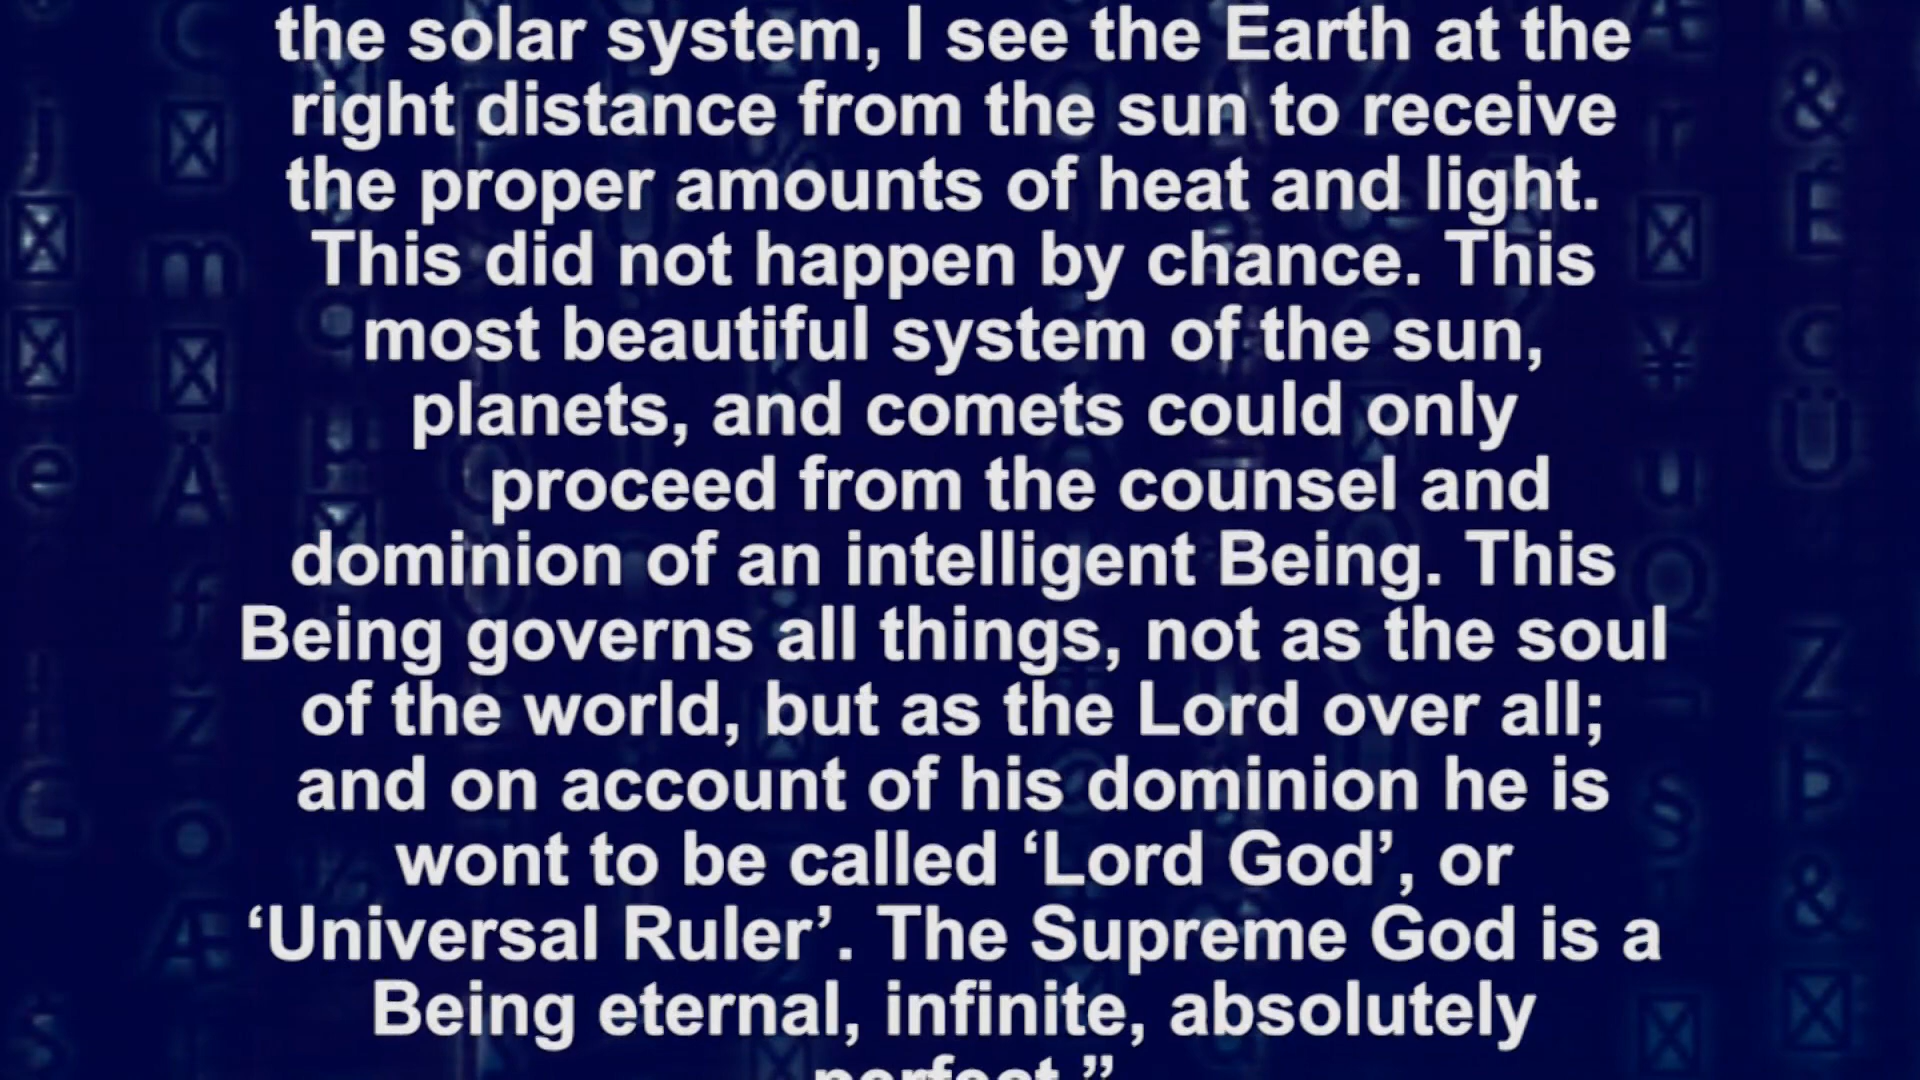 the solar system, I see the Earth at the
right distance from the sun to receive
the proper amounts of heat and light.
This did not happen by chance. This
most beautiful system of the sun,
planets, and comets could only
proceed from the counsel and
dominion of an intelligent Being. This
Being governs all things, not as the soul
of the world, but as the Lord over all;
and on account of his dominion he is
wont to be called ‘Lord God’, or
‘Universal Ruler’. The Supreme God is a
Being eternal, infinite, absolutely
perfect.”